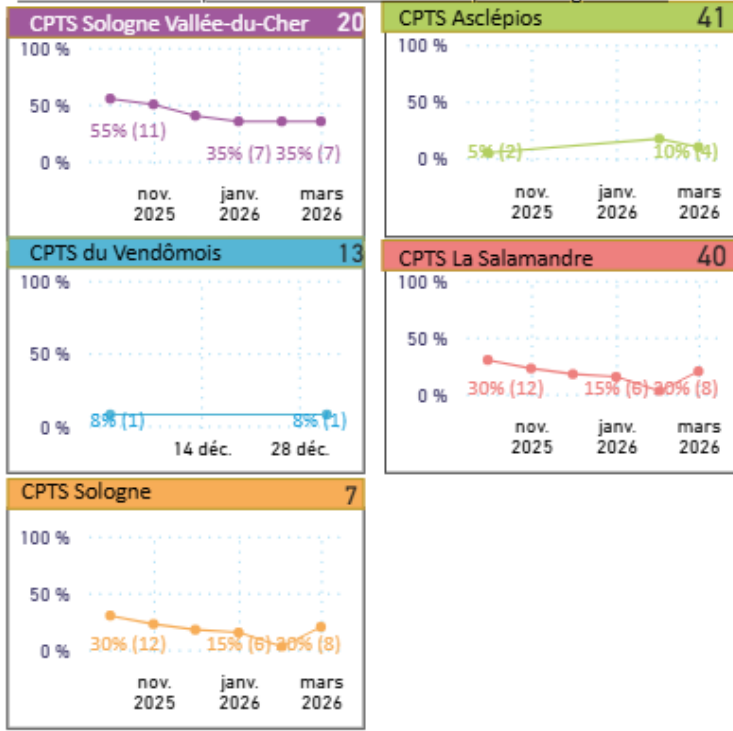 CPTS Sologne Vallée-du-Cher 20
100 %
50 %
0 %
55% (11)
35% (7) 35% (7)
nov. janv. mars
2025 2026 2026
CPTS Asclépios 41
100 %
50 %
0 %
5% (2) 10% (4)
nov. janv. mars
2025 2026 2026
CPTS du Vendômois 13
100 %
50 %
0 %
8% (1) 8% (1)
14 déc. 28 déc.
CPTS La Salamandre 40
100 %
50 %
0 %
30% (12) 15% (6) 20% (8)
nov. janv. mars
2025 2026 2026
CPTS Sologne 7
100 %
50 %
0 %
30% (12) 15% (6) 20% (8)
nov. janv. mars
2025 2026 2026